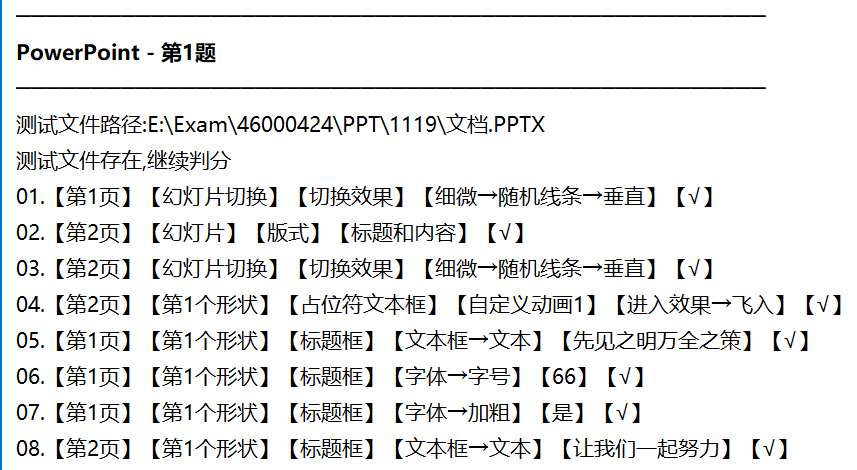 PowerPoint - 第1题
测试文件路径:E:\Exam\46000424\PPT\1119\文档.PPTX
测试文件存在,继续判分
01.【第1页】【幻灯片切换】【切换效果】【细微→随机线条→垂直】【√】
02.【第2页】【幻灯片】【版式】【标题和内容】【√】
03.【第2页】【幻灯片切换】【切换效果】【细微→随机线条→垂直】【√】
04.【第2页】【第1个形状】【占位符文本框】【自定义动画1】【进入效果→飞入】【√】
05.【第1页】【第1个形状】【标题框】【文本框→文本】【先见之明万全之策】【√】
06.【第1页】【第1个形状】【标题框】【字体→字号】【66】【√】
07.【第1页】【第1个形状】【标题框】【字体→加粗】【是】【√】
08.【第2页】【第1个形状】【标题框】【文本框→文本】【让我们一起努力】【√】